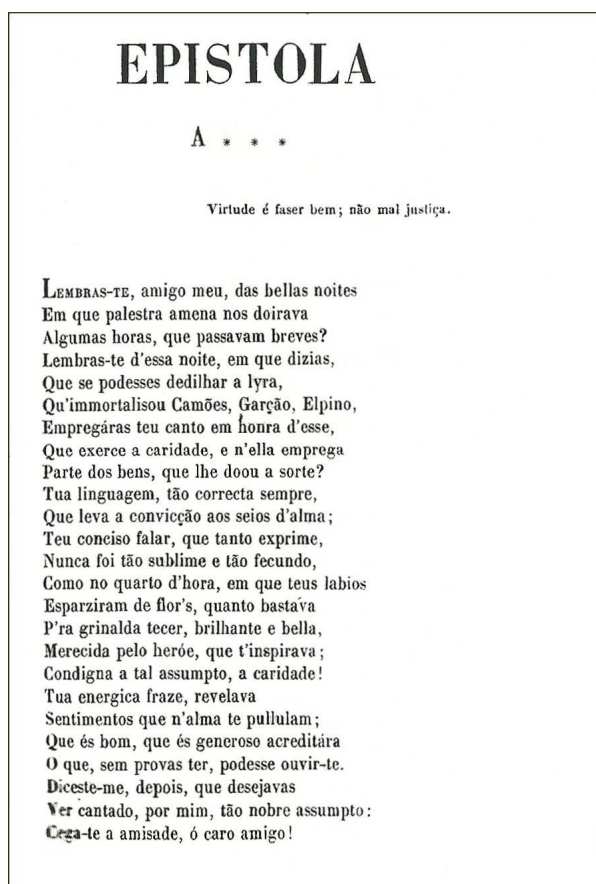 EPISTOLA
A * * *
Virtude é faser bem; não mal justiça.
LEMBRAS-TE, amigo meu, das bellas noites
Em que palestra amena nos doirava
Algumas horas, que passavam breves?
Lembras-te d'essa noite, em que dizias,
Que se podesses dedilhar a lyra,
Qu'immortalisou Camões, Garção, Elpino,
Empregáras teu canto em honra d'esse,
Que exerce a caridade, e n'ella emprega
Parte dos bens, que lhe doou a sorte?
Tua linguagem, tão correcta sempre,
Que leva a convicção aos seios d'alma;
Teu conciso falar, que tanto exprime,
Nunca foi tão sublime e tão fecundo,
Como no quarto d'hora, em que teus labios
Esparziram de flor's, quanto bastava
P'ra grinalda tecer, brilhante e bella,
Merecida pelo heróe, que t'inspirava;
Condigna a tal assumpto, a caridade!
Tua energica fraze, revelava
Sentimentos que n'alma te pullulam;
Que és bom, que és generoso acreditára
O que, sem provas ter, podesse ouvir-te.
Diceste-me, depois, que desejavas
Ver cantado, por mim, tão nobre assumpto:
Cega-te a amisade, ó caro amigo!